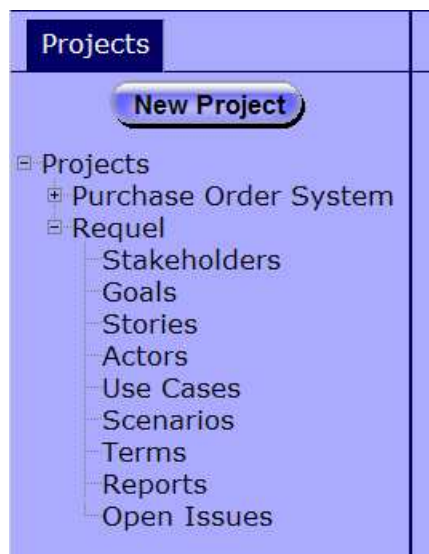 Projects
New Project
Projects
Purchase Order System
Requel
Stakeholders
Goals
Stories
Actors
Use Cases
Scenarios
Terms
Reports
Open Issues